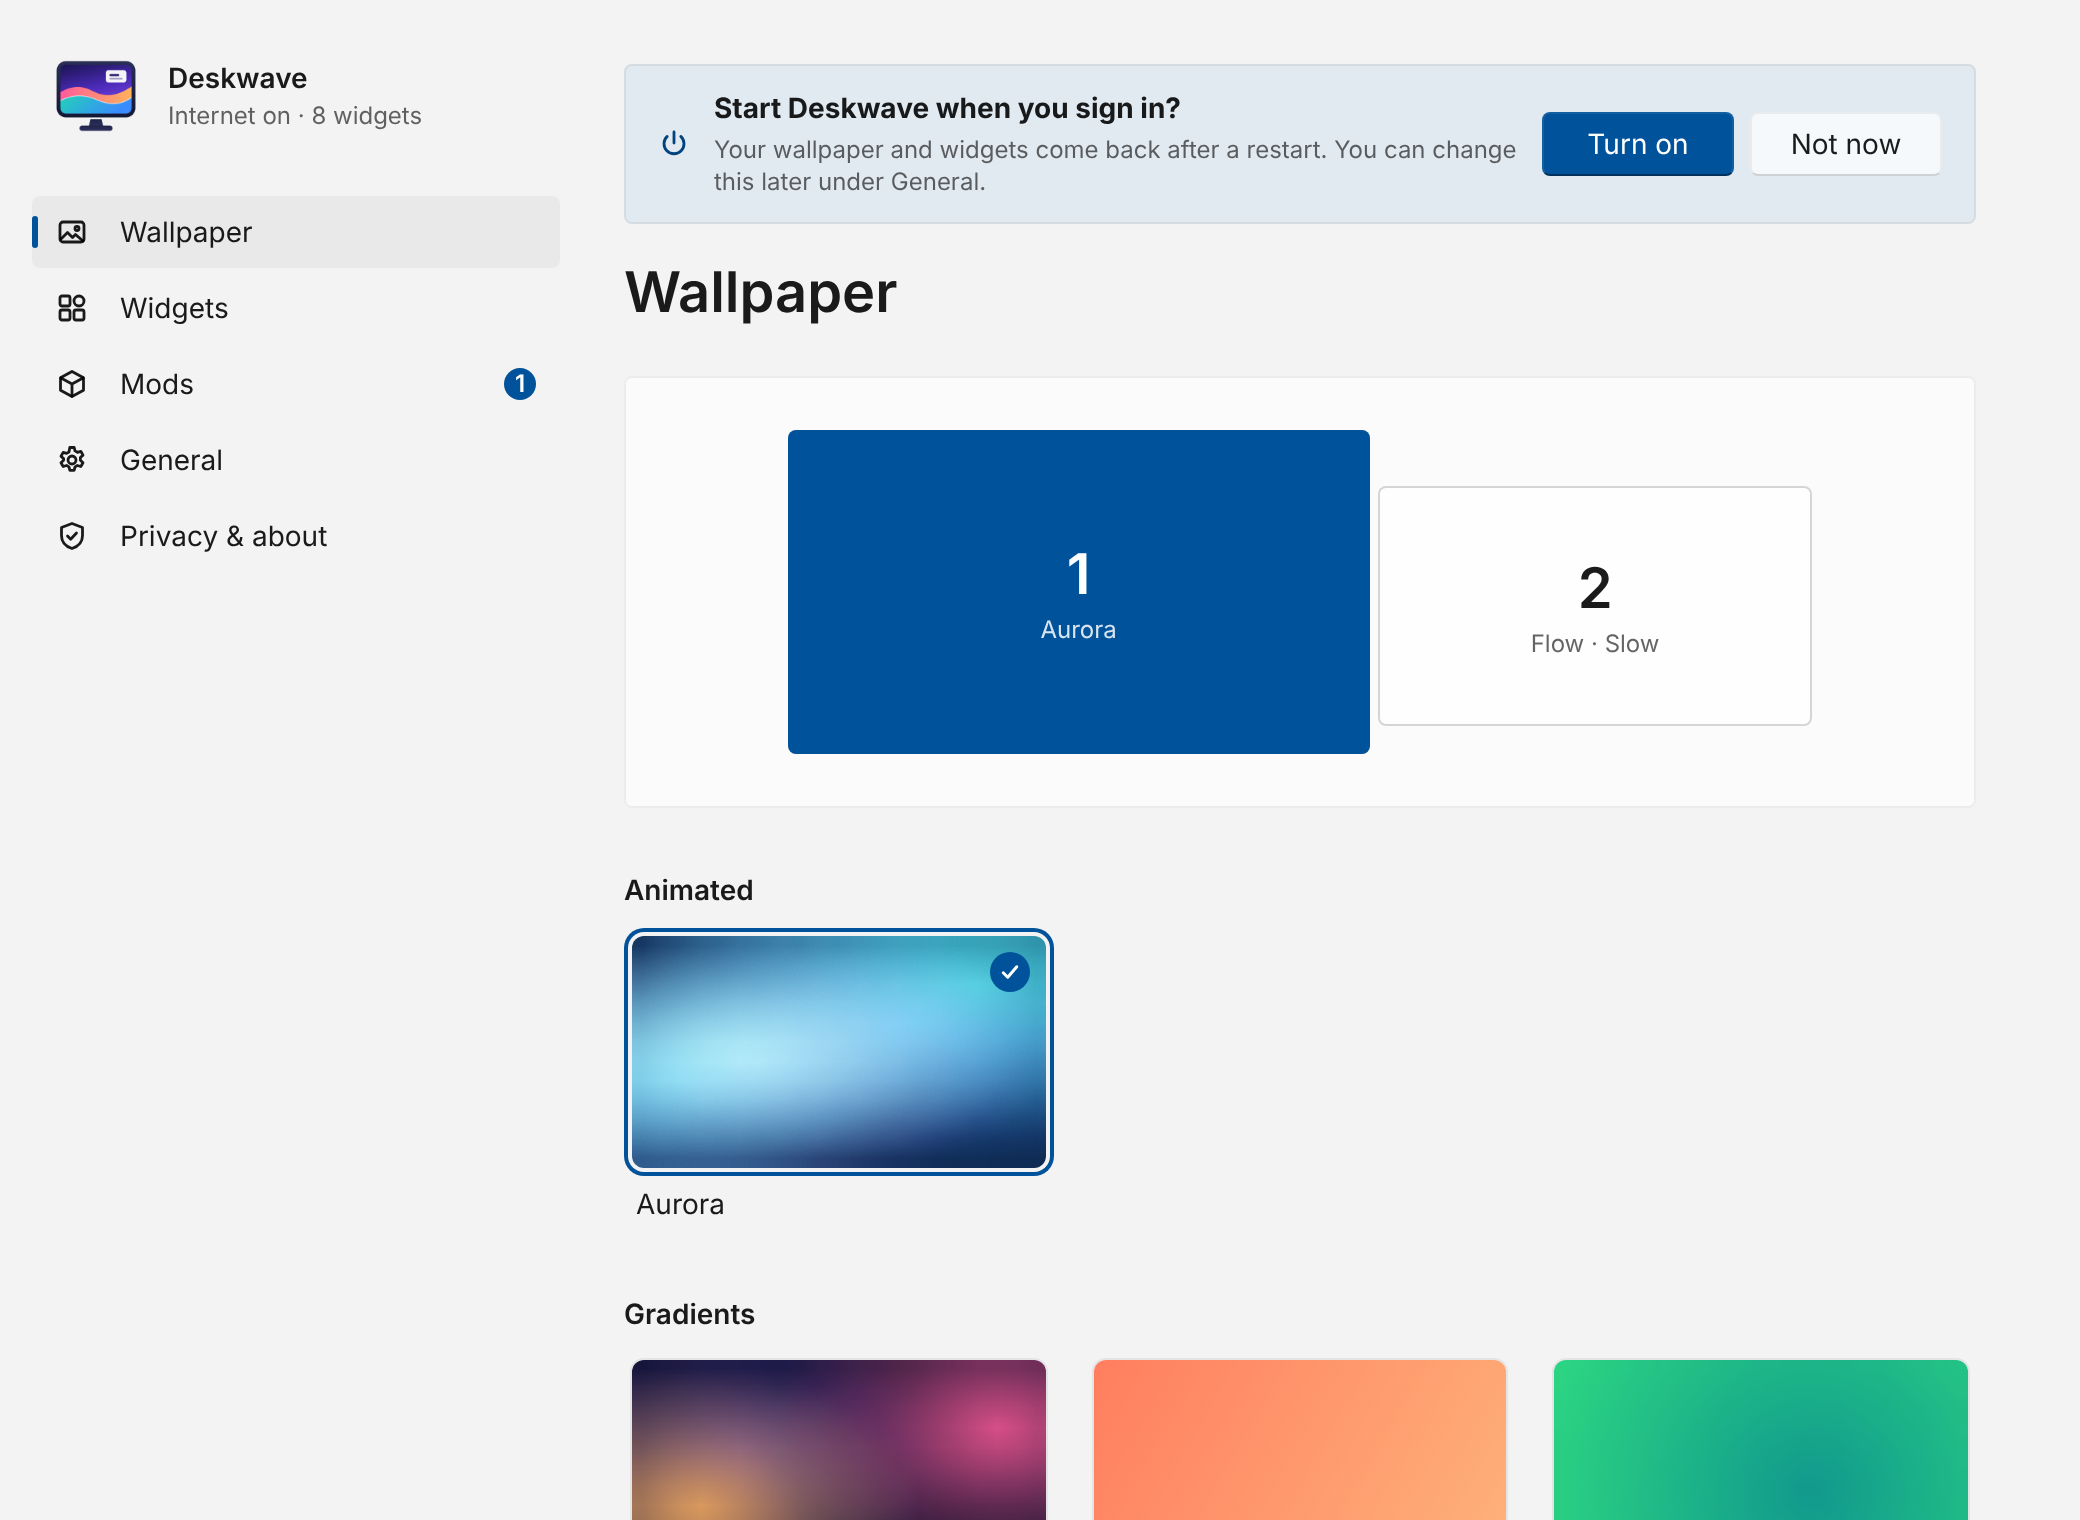 Deskwave
Internet on · 8 widgets
Wallpaper
Widgets
Mods
1
General
Privacy & about
Start Deskwave when you sign in?
Your wallpaper and widgets come back after a restart. You can change
this later under General.
Turn on
Not now
Wallpaper
1
Aurora
2
Flow · Slow
Animated
Aurora
Gradients